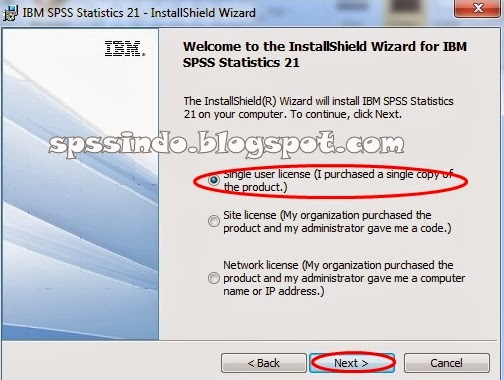 IBM SPSS Statistics 21 - InstallShield Wizard
IBM.
Welcome to the InstallShield Wizard for IBM
SPSS Statistics 21
The InstallShield(R) Wizard will install IBM SPSS Statistics
21 on your computer. To continue, click Next.
spssindo.blogspot.com
Single user license (I purchased a single copy of
the product.)
Site license (My organization purchased the
product and my administrator gave me a code.)
Network license (My organization purchased the
product and my administrator gave me a computer
name or IP address.)
< Back
Next >
Cancel